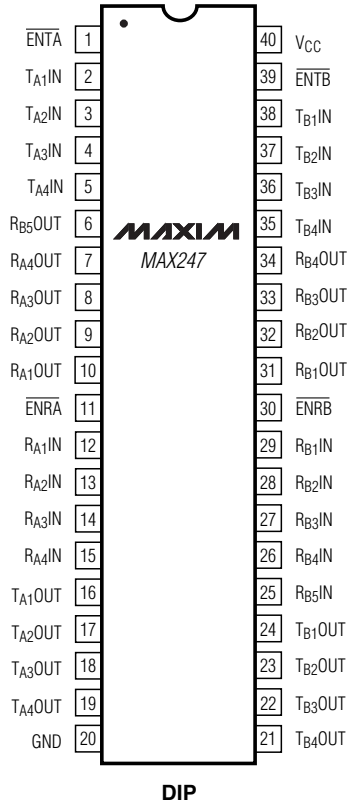 ENTA 1 40 VCC
TA1IN 2 39 ENTB
TA2IN 3 38 TB1IN
TA3IN 4 37 TB2IN
TA4IN 5 36 TB3IN
RB5OUT 6 MAXIM 35 TB4IN
RA4OUT 7 MAX247 34 RB4OUT
RA3OUT 8 33 RB3OUT
RA2OUT 9 32 RB2OUT
RA1OUT 10 31 RB1OUT
ENRA 11 30 ENRB
RA1IN 12 29 RB1IN
RA2IN 13 28 RB2IN
RA3IN 14 27 RB3IN
RA4IN 15 26 RB4IN
TA1OUT 16 25 RB5IN
TA2OUT 17 24 TB1OUT
TA3OUT 18 23 TB2OUT
TA4OUT 19 22 TB3OUT
GND 20 21 TB4OUT
DIP